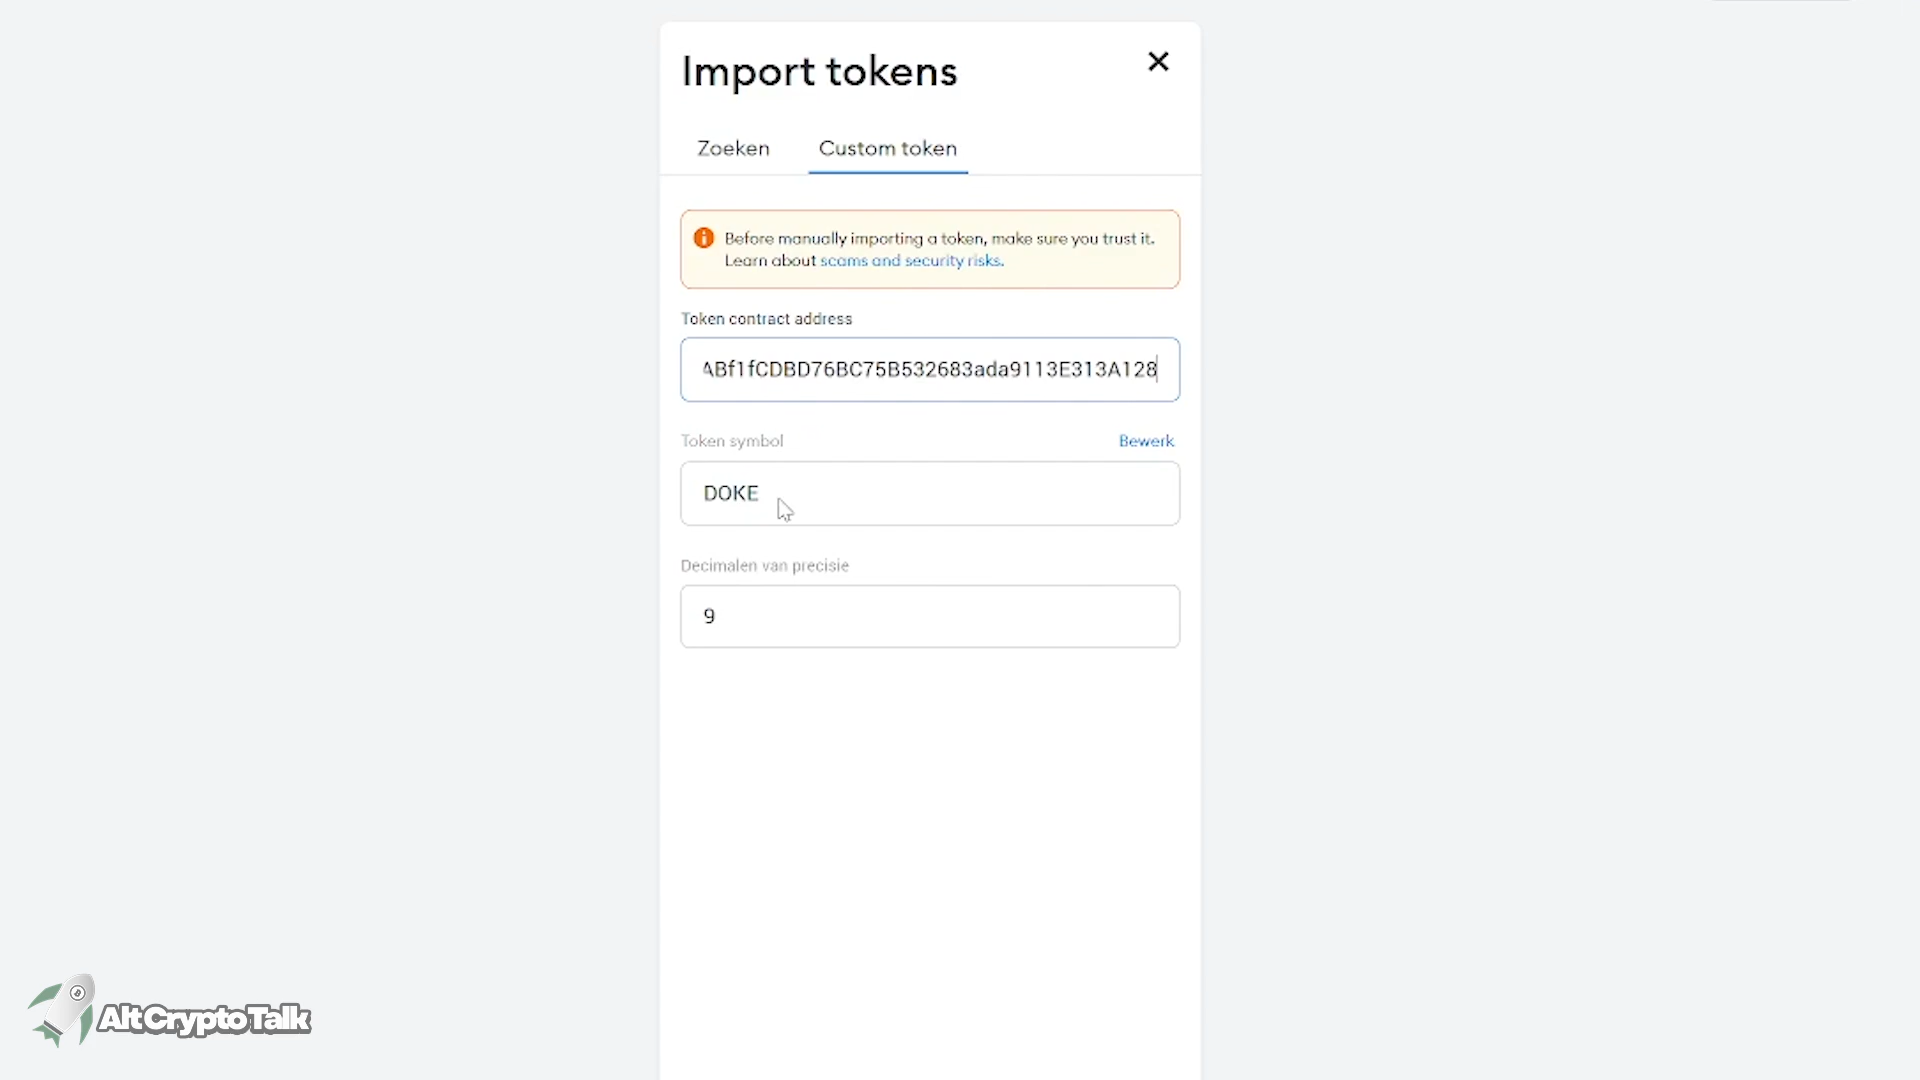 Import tokens
Zoeken
Custom token
Before manually importing a token, make sure you trust it.
Learn about scams and security risks.
Token contract address
ABf1fCDBD76BC75B532683ada9113E313A128
Token symbol
Bewerk
DOKE
Decimalen van precisie
9
AltCryptoTalk